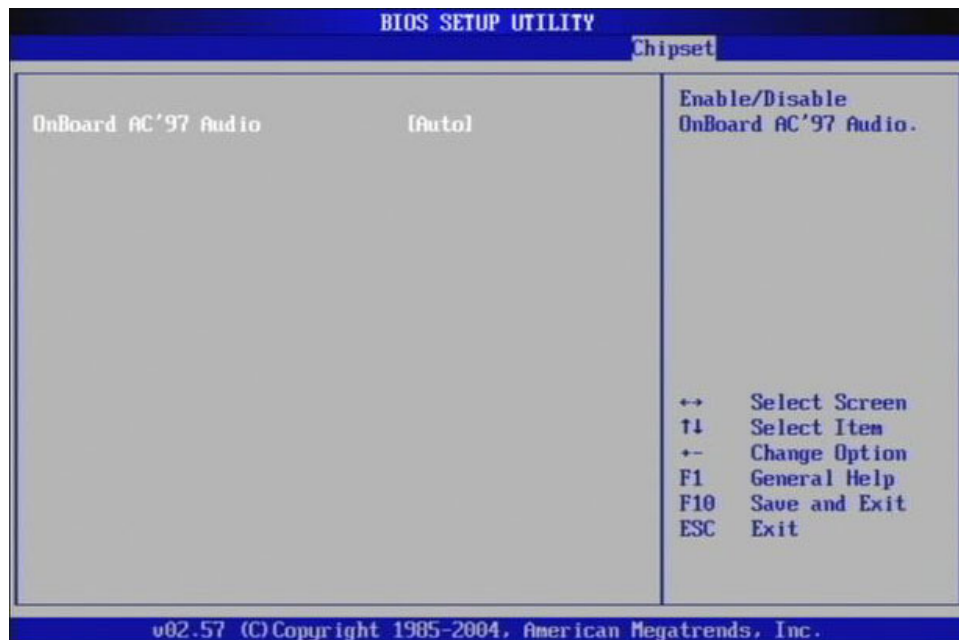 BIOS SETUP UTILITY
Chipset
OnBoard AC'97 Audio [Auto]
Enable/Disable
OnBoard AC'97 Audio.
↔ Select Screen
↑↓ Select Item
+- Change Option
F1 General Help
F10 Save and Exit
ESC Exit
v02.57 (C)Copyright 1985-2004, American Megatrends, Inc.